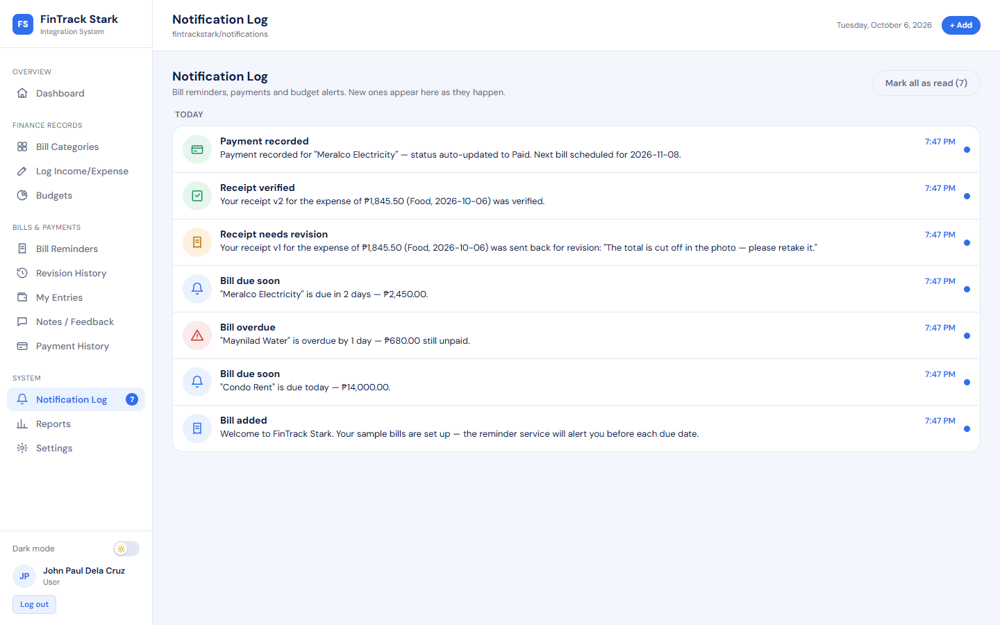 FS
FinTrack Stark
Integration System
OVERVIEW
Dashboard
FINANCE RECORDS
Bill Categories
Log Income/Expense
Budgets
BILLS & PAYMENTS
Bill Reminders
Revision History
My Entries
Notes / Feedback
Payment History
SYSTEM
Notification Log 7
Reports
Settings
Dark mode
JP
John Paul Dela Cruz
User
Log out
Notification Log
fintrackstark/notifications
Tuesday, October 6, 2026
+ Add
Notification Log
Bill reminders, payments and budget alerts. New ones appear here as they happen.
Mark all as read (7)
TODAY
Payment recorded 7:47 PM
Payment recorded for "Meralco Electricity" — status auto-updated to Paid. Next bill scheduled for 2026-11-08.
Receipt verified 7:47 PM
Your receipt v2 for the expense of ₱1,845.50 (Food, 2026-10-06) was verified.
Receipt needs revision 7:47 PM
Your receipt v1 for the expense of ₱1,845.50 (Food, 2026-10-06) was sent back for revision: "The total is cut off in the photo — please retake it."
Bill due soon 7:47 PM
"Meralco Electricity" is due in 2 days — ₱2,450.00.
Bill overdue 7:47 PM
"Maynilad Water" is overdue by 1 day — ₱680.00 still unpaid.
Bill due soon 7:47 PM
"Condo Rent" is due today — ₱14,000.00.
Bill added 7:47 PM
Welcome to FinTrack Stark. Your sample bills are set up — the reminder service will alert you before each due date.